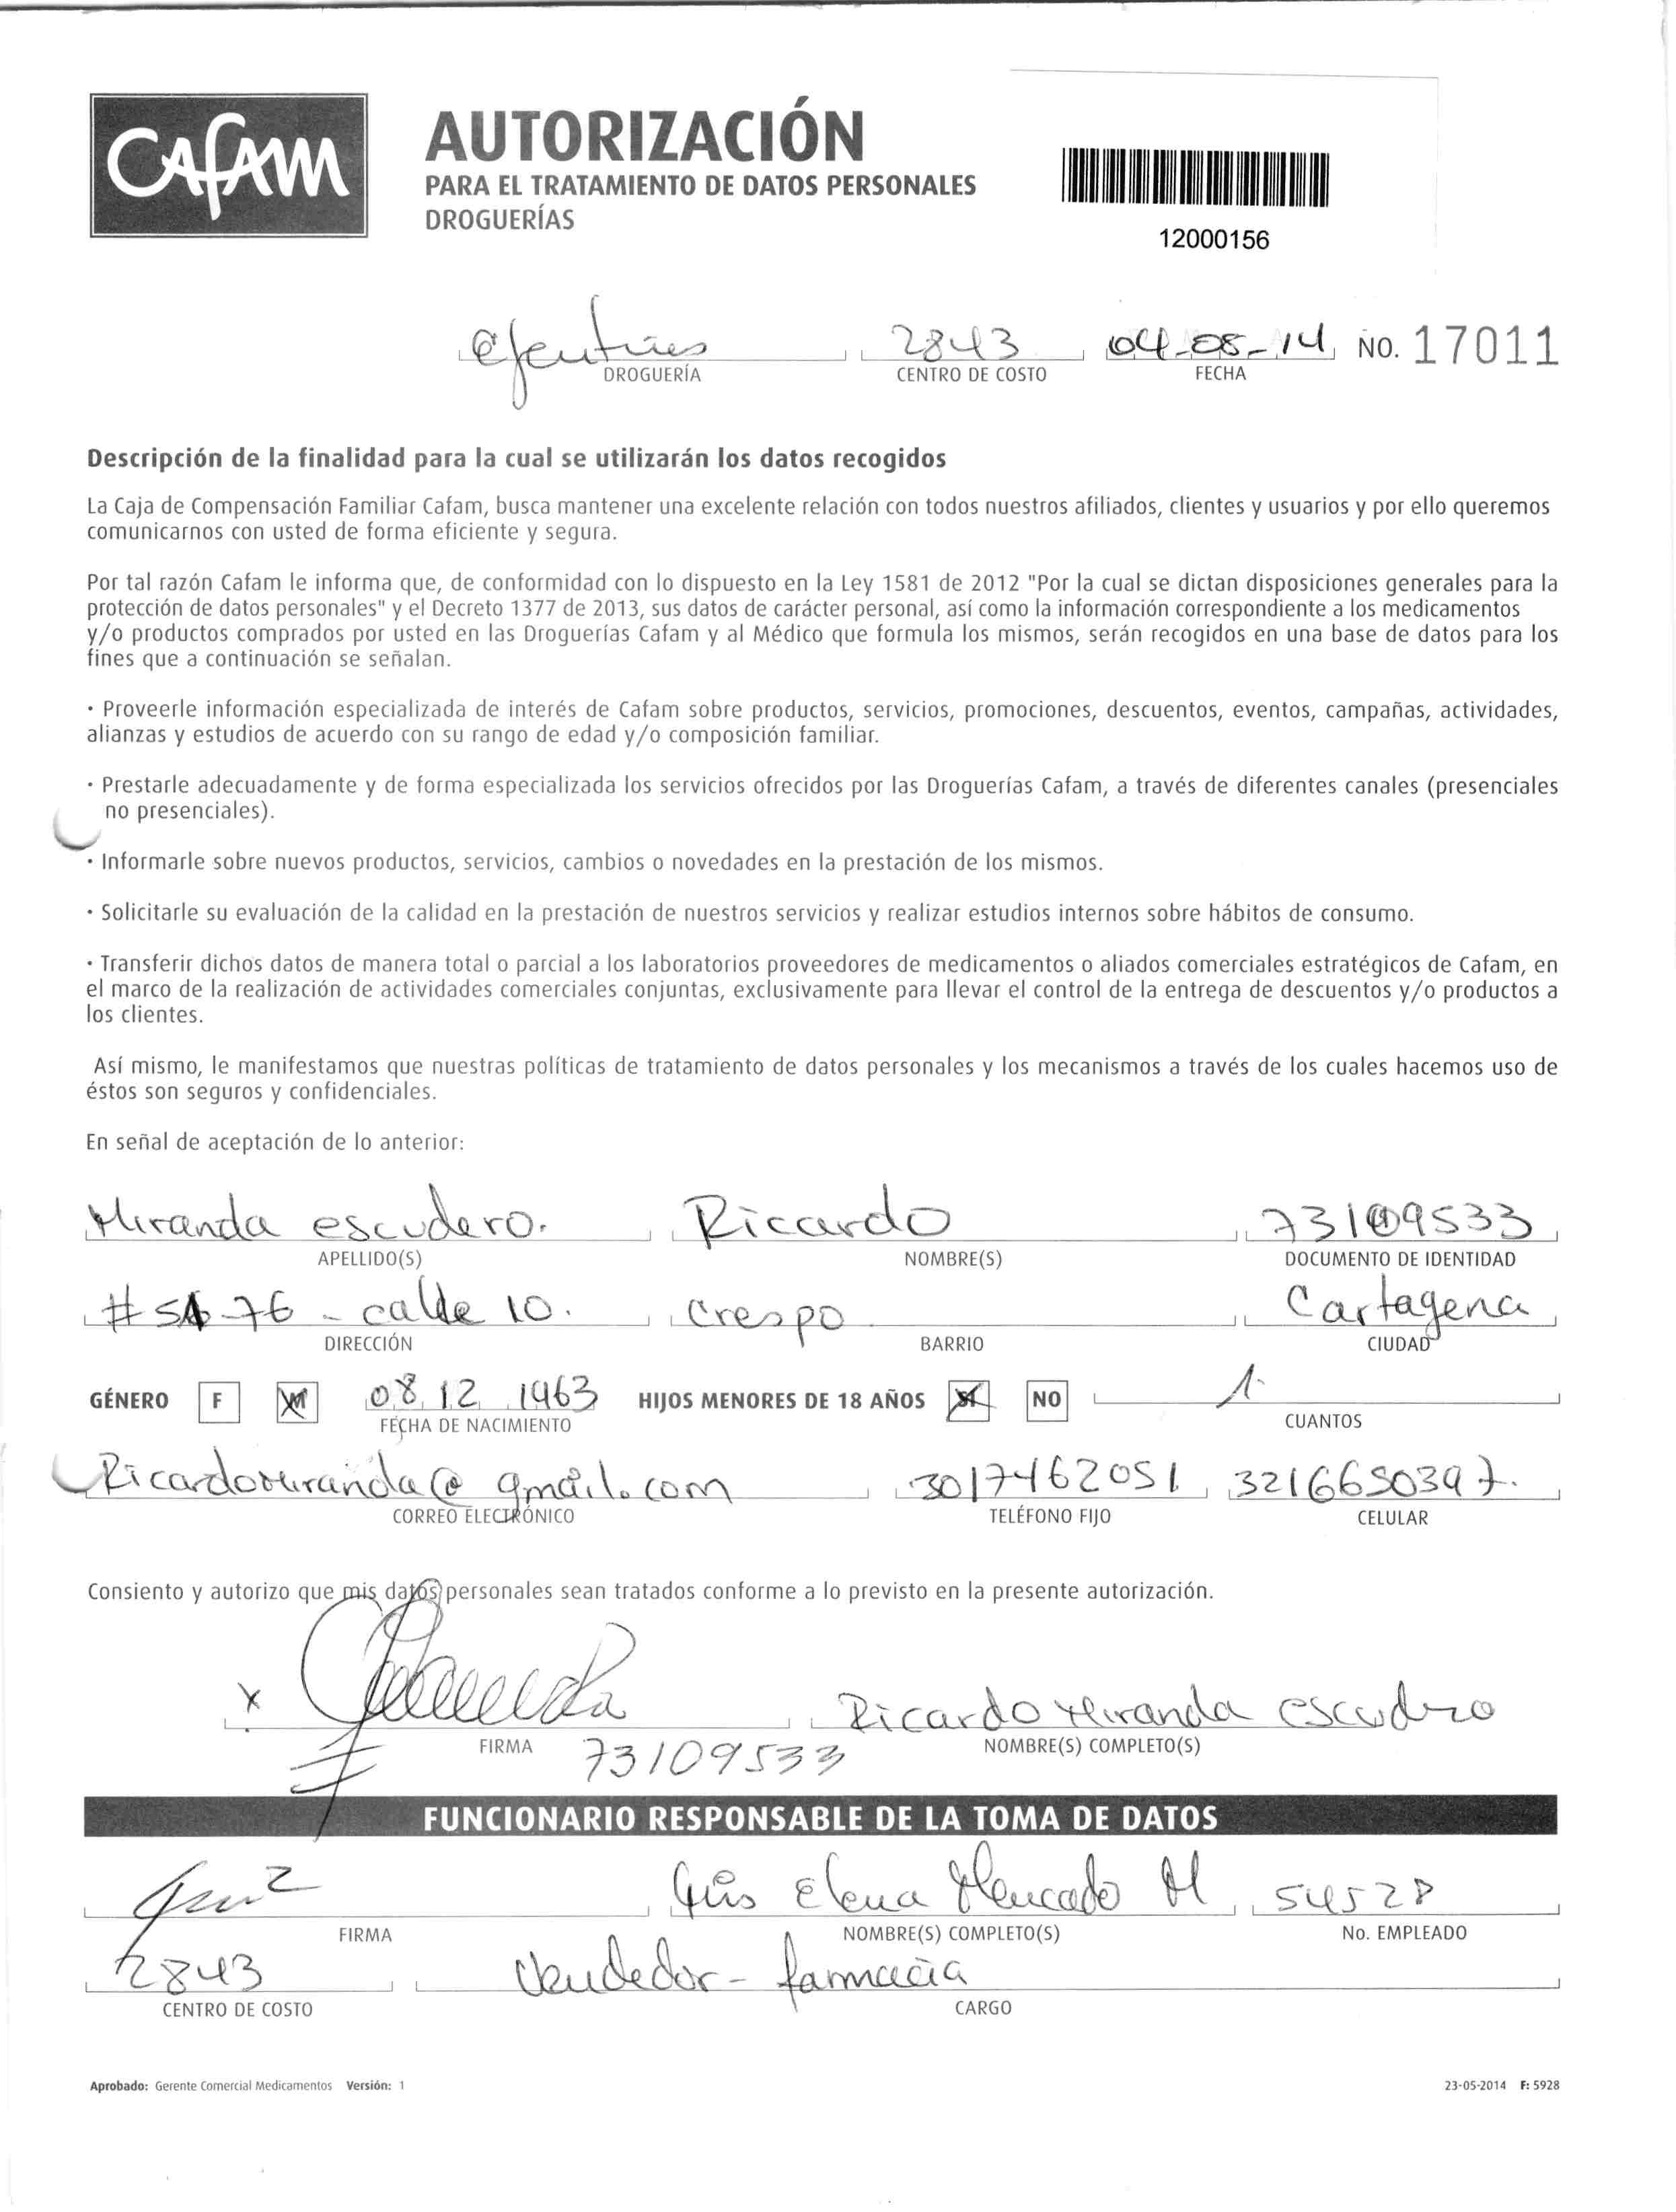 CAFAM
AUTORIZACIÓN
PARA EL TRATAMIENTO DE DATOS PERSONALES
DROGUERÍAS
12000156
2843 04-08-14 No. 17011
DROGUERÍA CENTRO DE COSTO FECHA
Descripción de la finalidad para la cual se utilizarán los datos recogidos
La Caja de Compensación Familiar Cafam, busca mantener una excelente relación con todos nuestros afiliados, clientes y usuarios y por ello queremos
comunicarnos con usted de forma eficiente y segura.
Por tal razón Cafam le informa que, de conformidad con lo dispuesto en la Ley 1581 de 2012 "Por la cual se dictan disposiciones generales para la
protección de datos personales" y el Decreto 1377 de 2013, sus datos de carácter personal, así como la información correspondiente a los medicamentos
y/o productos comprados por usted en las Droguerías Cafam y al Médico que formula los mismos, serán recogidos en una base de datos para los
fines que a continuación se señalan.
• Proveerle información especializada de interés de Cafam sobre productos, servicios, promociones, descuentos, eventos, campañas, actividades,
alianzas y estudios de acuerdo con su rango de edad y/o composición familiar.
• Prestarle adecuadamente y de forma especializada los servicios ofrecidos por las Droguerías Cafam, a través de diferentes canales (presenciales
no presenciales).
• Informarle sobre nuevos productos, servicios, cambios o novedades en la prestación de los mismos.
• Solicitarle su evaluación de la calidad en la prestación de nuestros servicios y realizar estudios internos sobre hábitos de consumo.
• Transferir dichos datos de manera total o parcial a los laboratorios proveedores de medicamentos o aliados comerciales estratégicos de Cafam, en
el marco de la realización de actividades comerciales conjuntas, exclusivamente para llevar el control de la entrega de descuentos y/o productos a
los clientes.
Así mismo, le manifestamos que nuestras políticas de tratamiento de datos personales y los mecanismos a través de los cuales hacemos uso de
éstos son seguros y confidenciales.
En señal de aceptación de lo anterior:
Miranda escudero. Ricardo 73109533
APELLIDO(S) NOMBRE(S) DOCUMENTO DE IDENTIDAD
# -76 - calle 10. Crespo Cartagena
DIRECCIÓN BARRIO CIUDAD
GÉNERO F M 08 12 1963 HIJOS MENORES DE 18 AÑOS SI NO 1
FECHA DE NACIMIENTO CUANTOS
Ricardomiranda@gmail.com 3017462051 3216650397.
CORREO ELECTRÓNICO TELÉFONO FIJO CELULAR
Consiento y autorizo que mis datos personales sean tratados conforme a lo previsto en la presente autorización.
X Ricardo Miranda escudero
FIRMA 73109533 NOMBRE(S) COMPLETO(S)
FUNCIONARIO RESPONSABLE DE LA TOMA DE DATOS
Elena Mercado M 54528
FIRMA NOMBRE(S) COMPLETO(S) No. EMPLEADO
2843 Vendedor - farmacia
CENTRO DE COSTO CARGO
Aprobado: Gerente Comercial Medicamentos Versión: 1 23-05-2014 F: 5928